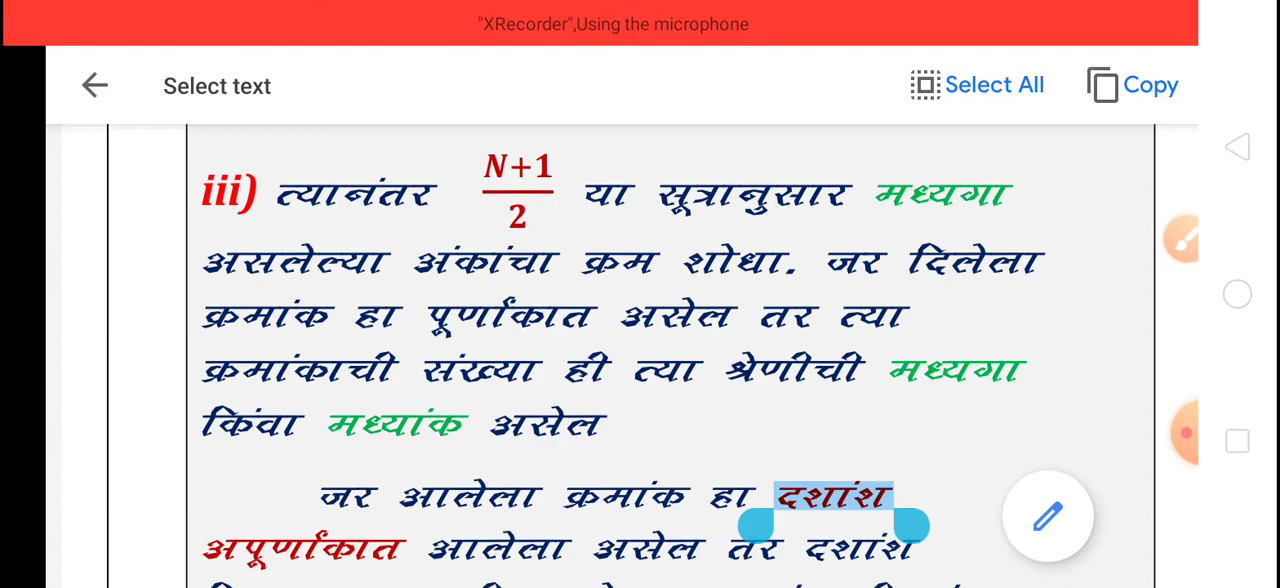 "XRecorder",Using the microphone
Select text
Select All
Copy
iii) त्यानंतर N+1/2 या सूत्रानुसार मध्यगा
असलेल्या अंकांचा क्रम शोधा. जर दिलेला
क्रमांक हा पूर्णांकात असेल तर त्या
क्रमांकाची संख्या ही त्या श्रेणीची मध्यगा
किंवा मध्यांक असेल
जर आलेला क्रमांक हा दशांश
अपूर्णांकात आलेला असेल तर दशांश